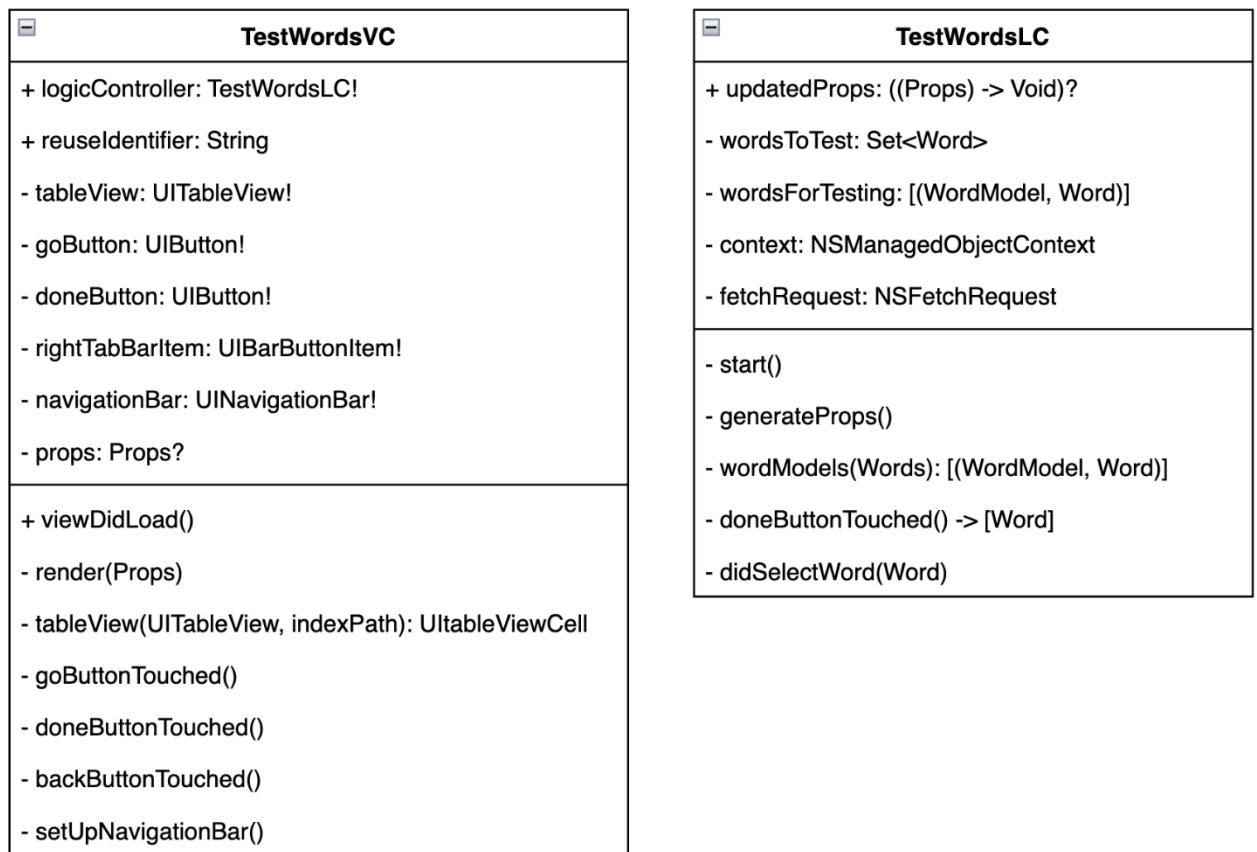 TestWordsVC
+ logicController: TestWordsLC!
+ reuseIdentifier: String
- tableView: UITableView!
- goButton: UIButton!
- doneButton: UIButton!
- rightTabBarItem: UIBarButtonItem!
- navigationBar: UINavigationBar!
- props: Props?
+ viewDidLoad()
- render(Props)
- tableView(UITableView, indexPath): UItableViewCell
- goButtonTouched()
- doneButtonTouched()
- backButtonTouched()
- setUpNavigationBar()
TestWordsLC
+ updatedProps: ((Props) -> Void)?
- wordsToTest: Set<Word>
- wordsForTesting: [(WordModel, Word)]
- context: NSManagedObjectContext
- fetchRequest: NSFetchRequest
- start()
- generateProps()
- wordModels(Words): [(WordModel, Word)]
- doneButtonTouched() -> [Word]
- didSelectWord(Word)